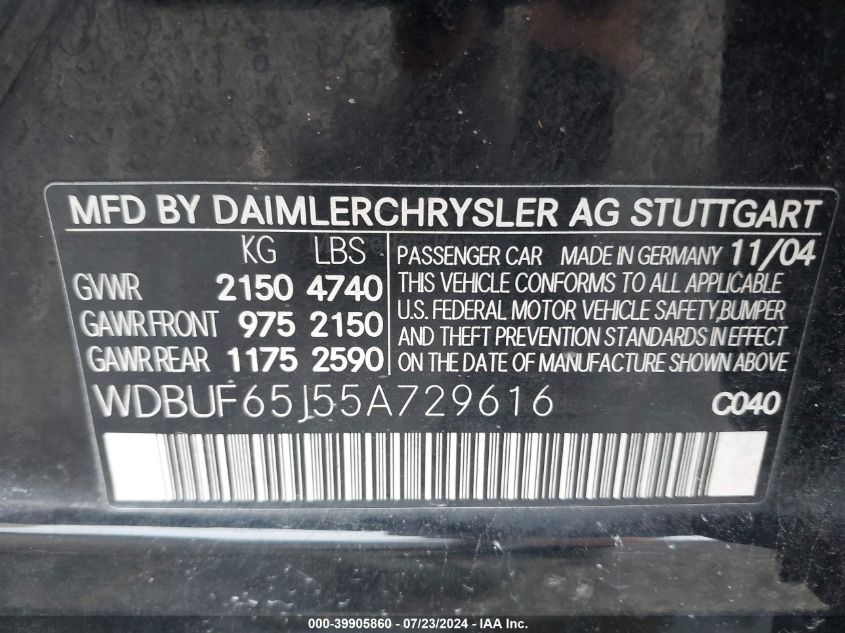 MFD BY DAIMLERCHRYSLER AG STUTTGART
KG LBS
GVWR 2150 4740
GAWR FRONT 975 2150
GAWR REAR 1175 2590
PASSENGER CAR MADE IN GERMANY 11/04
THIS VEHICLE CONFORMS TO ALL APPLICABLE
U.S. FEDERAL MOTOR VEHICLE SAFETY,BUMPER
AND THEFT PREVENTION STANDARDS IN EFFECT
ON THE DATE OF MANUFACTURE SHOWN ABOVE
WDBUF65J55A729616 C040
000-39905860 - 07/23/2024 - IAA Inc.